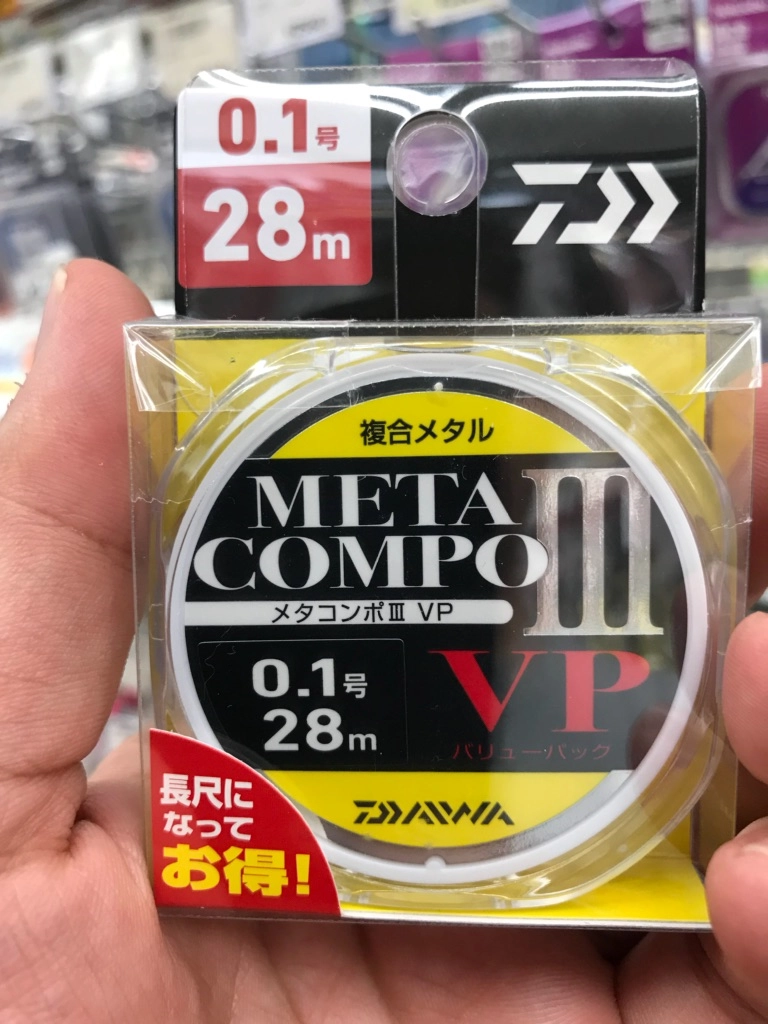 0.1号
28m
複合メタル
META
COMPO III
メタコンポⅢ VP
0.1号
28m
VP
バリューパック
DAIWA
長尺に
なって
お得!